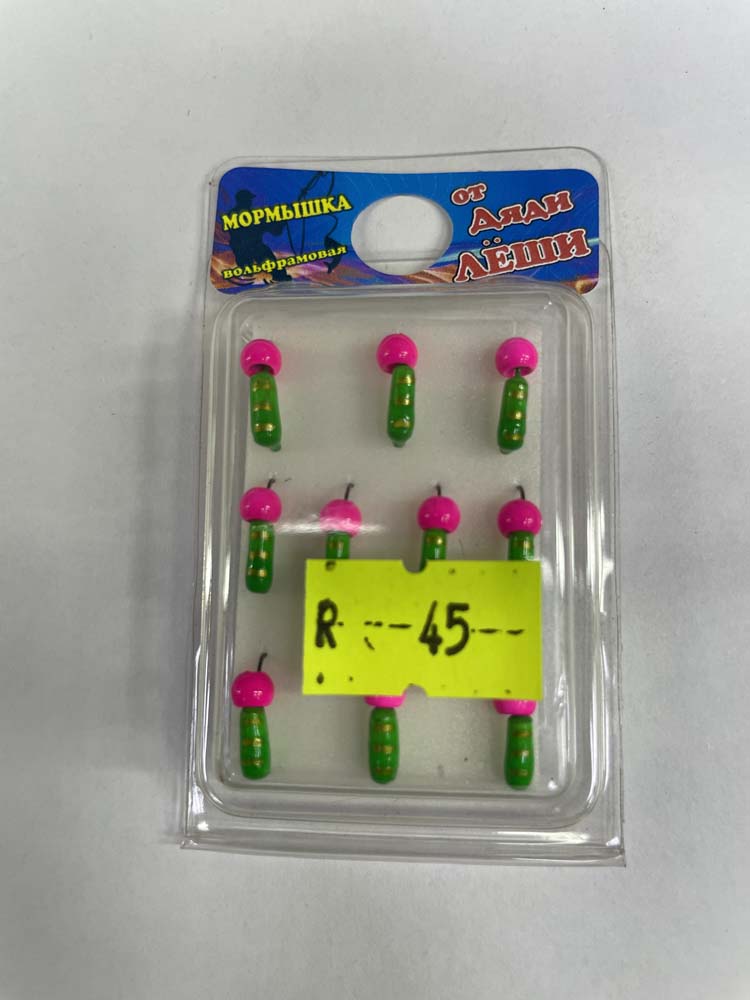 МОРМЫШКА
вольфрамовая
от
Дяди
ЛЁШИ
R---45---